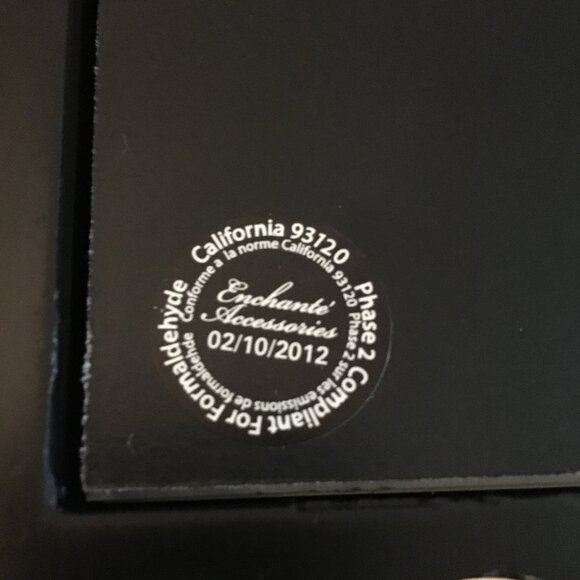 California 93120 Phase 2 Compliant For Formaldehyde
Conforme a la norme California 93120 Phase 2 sur les emissions de formaldehyde
Enchanté
Accessories
02/10/2012